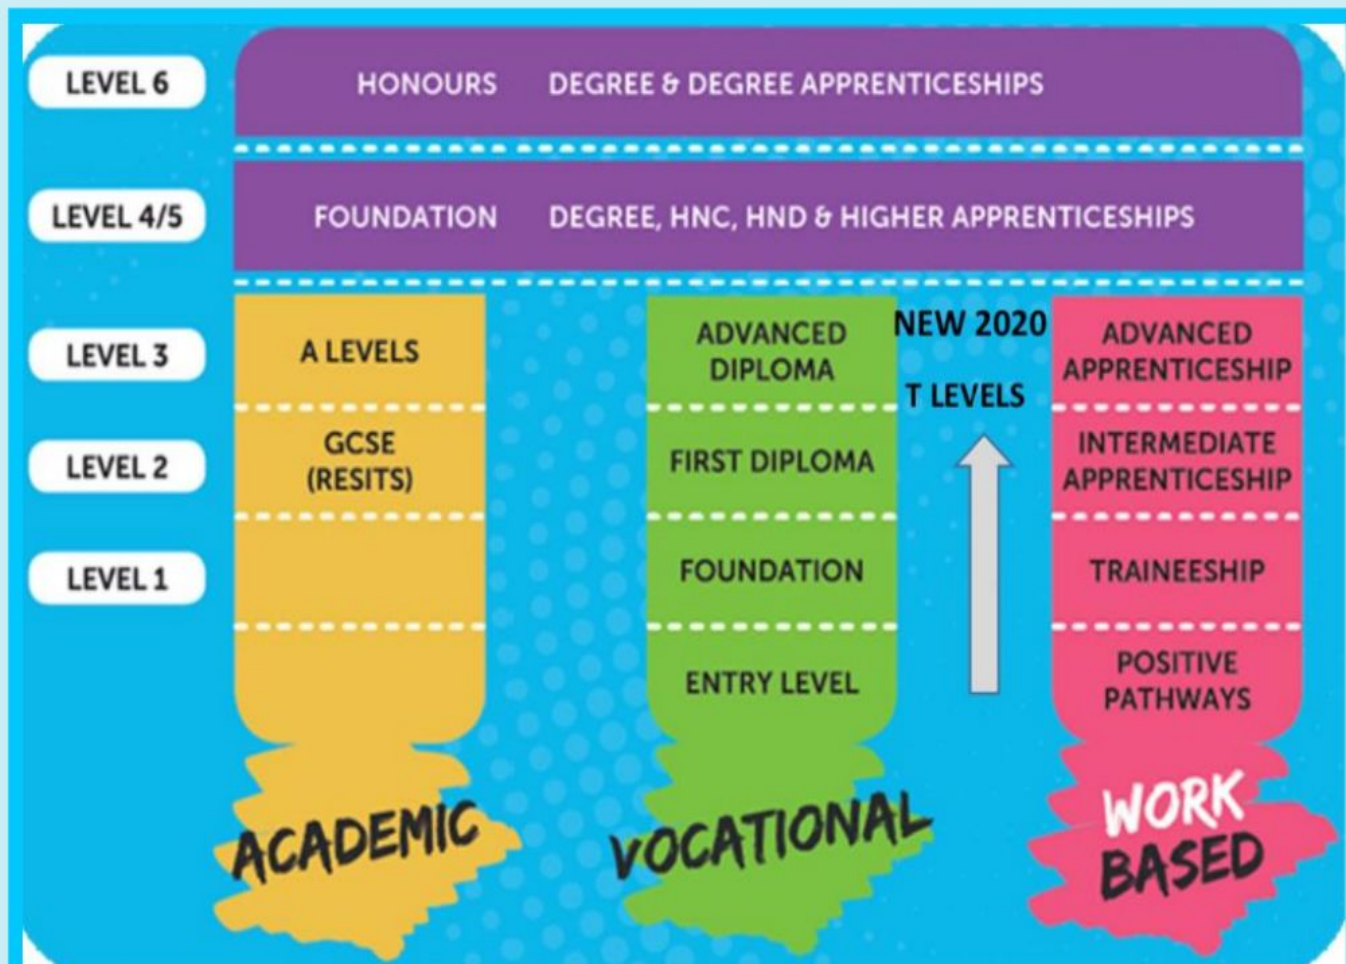 LEVEL 6
HONOURS DEGREE & DEGREE APPRENTICESHIPS
LEVEL 4/5
FOUNDATION DEGREE, HNC, HND & HIGHER APPRENTICESHIPS
LEVEL 3
A LEVELS
ADVANCED
DIPLOMA
NEW 2020
T LEVELS
ADVANCED
APPRENTICESHIP
LEVEL 2
GCSE
(RESITS)
FIRST DIPLOMA
INTERMEDIATE
APPRENTICESHIP
LEVEL 1
FOUNDATION
TRAINEESHIP
ENTRY LEVEL
POSITIVE
PATHWAYS
ACADEMIC
VOCATIONAL
WORK
BASED